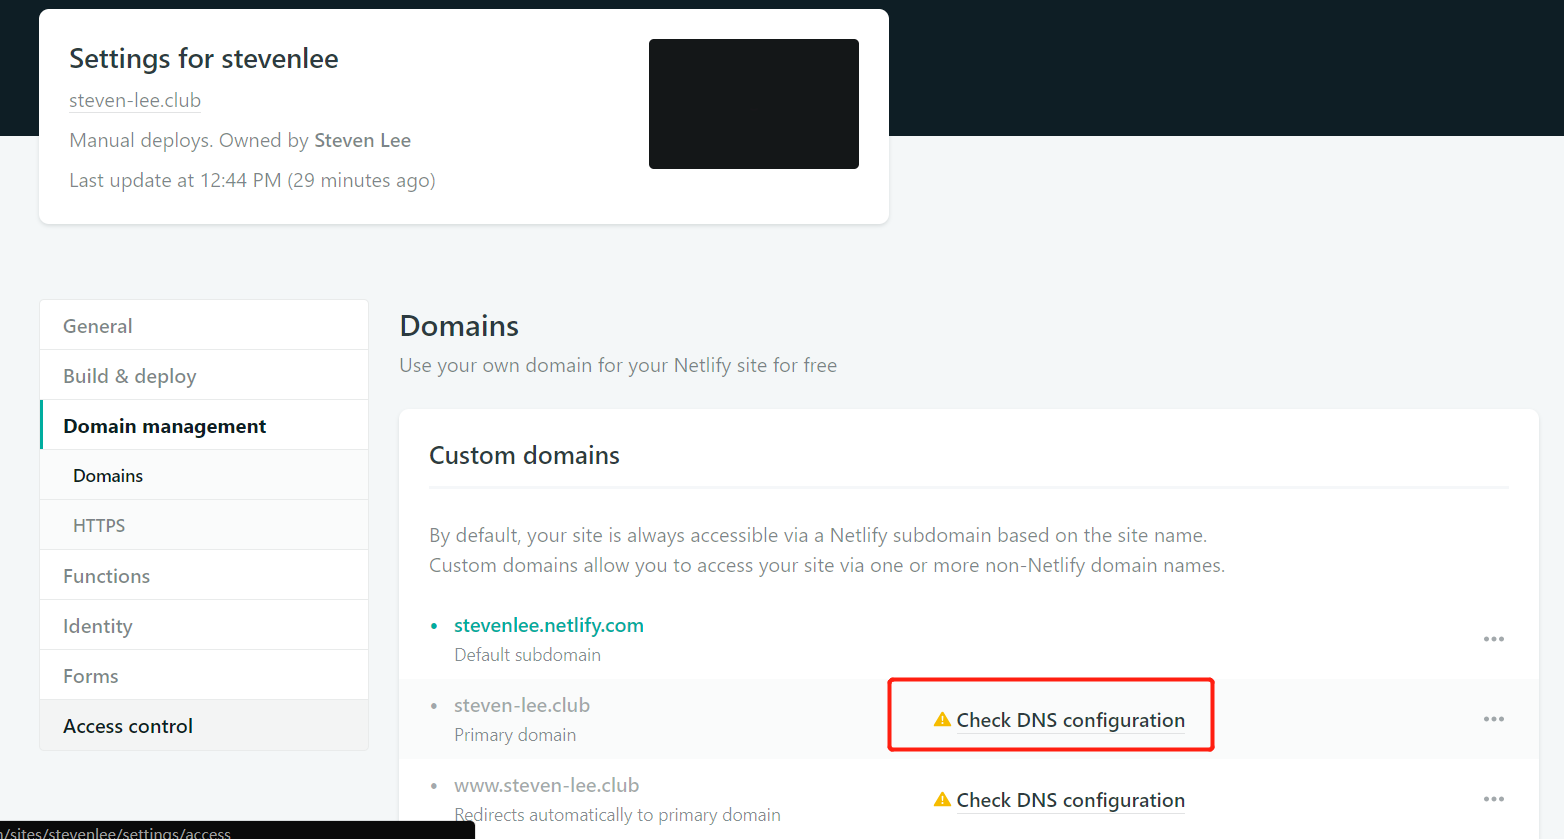 Settings for stevenlee
steven-lee.club
Manual deploys. Owned by Steven Lee
Last update at 12:44 PM (29 minutes ago)
General
Build & deploy
Domain management
Domains
HTTPS
Functions
Identity
Forms
Access control
Domains
Use your own domain for your Netlify site for free
Custom domains
By default, your site is always accessible via a Netlify subdomain based on the site name.
Custom domains allow you to access your site via one or more non-Netlify domain names.
• stevenlee.netlify.com
Default subdomain
• steven-lee.club
Primary domain
Check DNS configuration
• www.steven-lee.club
Redirects automatically to primary domain
Check DNS configuration
/sites/stevenlee/settings/access